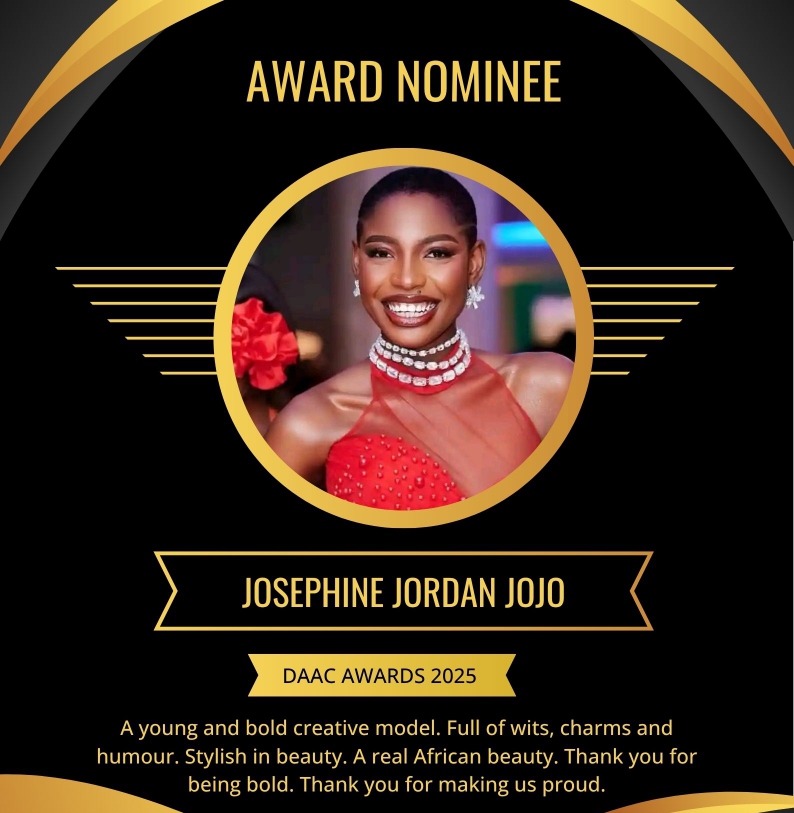 AWARD NOMINEE
JOSEPHINE JORDAN JOJO
DAAC AWARDS 2025
A young and bold creative model. Full of wits, charms and
humour. Stylish in beauty. A real African beauty. Thank you for
being bold. Thank you for making us proud.